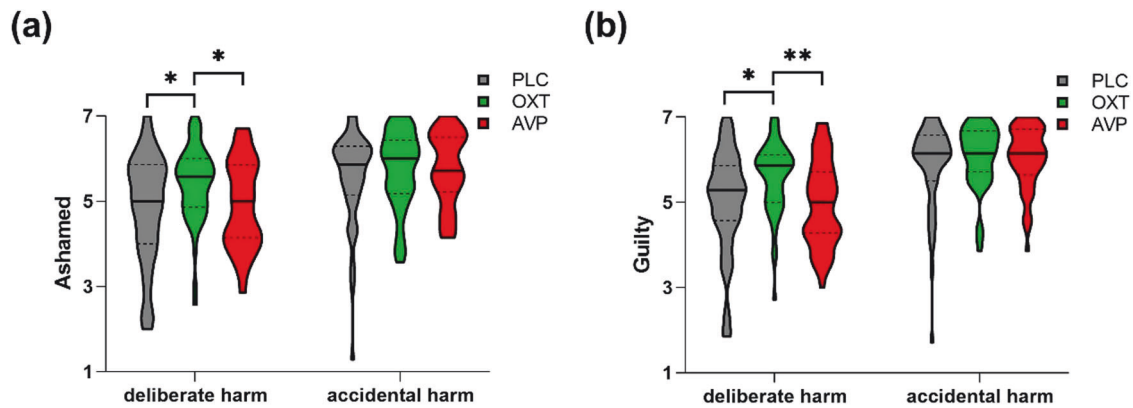 (a)
*
*
PLC
OXT
AVP
7
5
3
1
Ashamed
deliberate harm
accidental harm
(b)
*
**
PLC
OXT
AVP
7
5
3
1
Guilty
deliberate harm
accidental harm